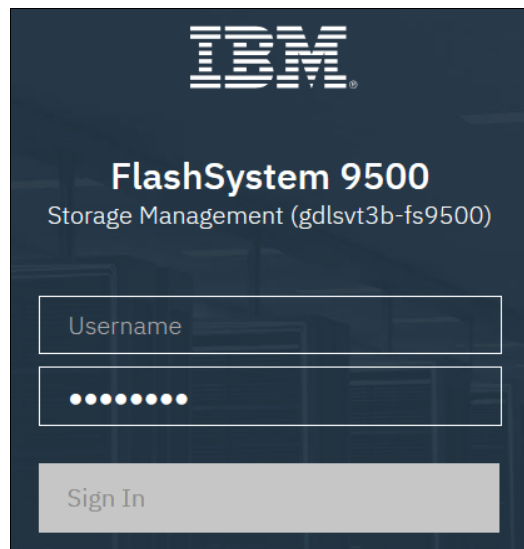 IBM®
FlashSystem 9500
Storage Management (gdlsvt3b-fs9500)
Username
●●●●●●●●
Sign In